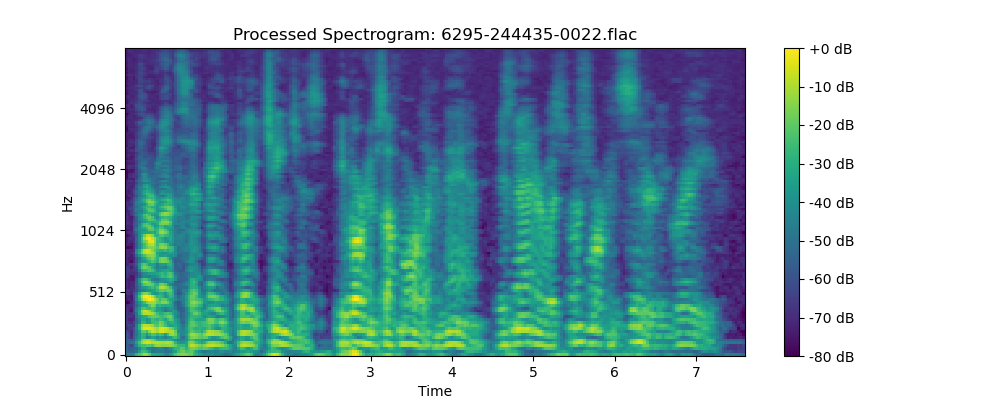 Processed Spectrogram: 6295-244435-0022.flac
Hz
4096
2048
1024
512
0
0 1 2 3 4 5 6 7
Time
+0 dB
-10 dB
-20 dB
-30 dB
-40 dB
-50 dB
-60 dB
-70 dB
-80 dB